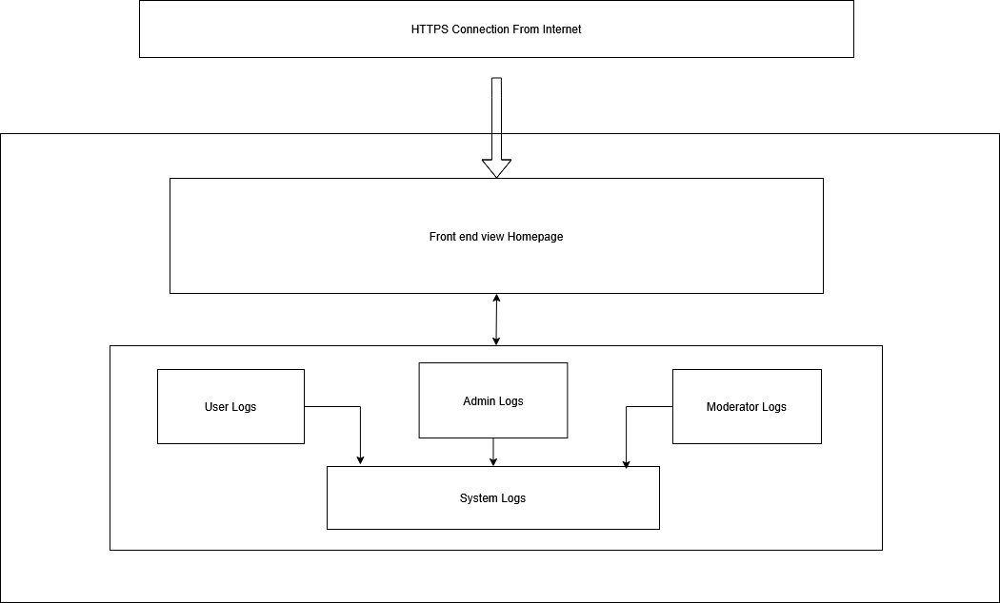 HTTPS Connection From Internet
Front end view Homepage
User Logs
Admin Logs
Moderator Logs
System Logs